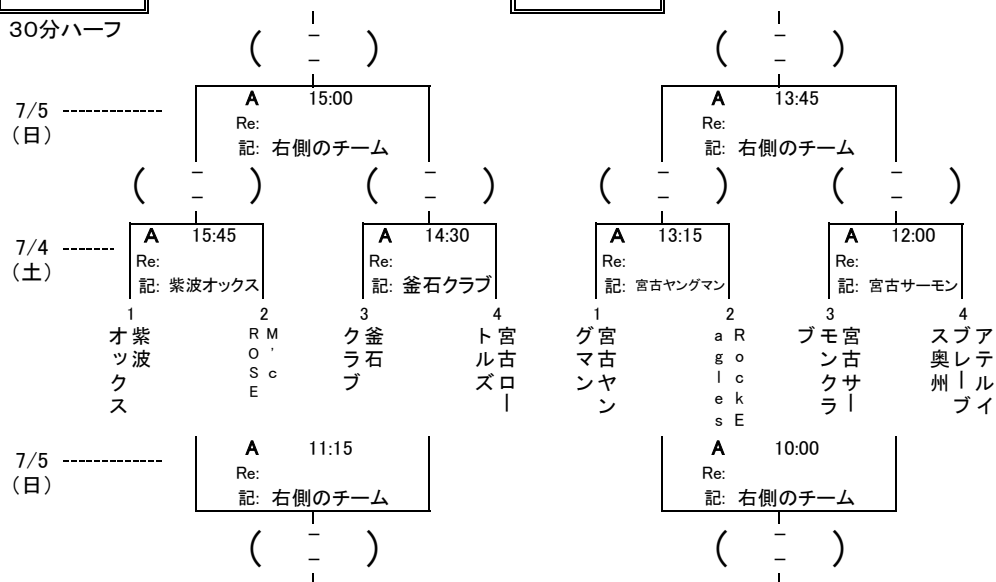 30分ハーフ
( － － )
( － － )
7/5 -------------
(日)
A 15:00
Re:
記: 右側のチーム
A 13:45
Re:
記: 右側のチーム
( － － )
( － － )
( － － )
( － － )
7/4 -------
(土)
A 15:45
Re:
記: 紫波オックス
A 14:30
Re:
記: 釜石クラブ
A 13:15
Re:
記: 宮古ヤングマン
A 12:00
Re:
記: 宮古サーモン
1
紫波
オックス
2
M'c
ROSE
3
釜石
クラブ
4
宮古ロー
トルズ
1
宮古ヤン
グマン
2
RockE
agles
3
宮古サー
モンクラ
ブ
4
アテルイ
ブレーブ
ス奥州
7/5 -------------
(日)
A 11:15
Re:
記: 右側のチーム
A 10:00
Re:
記: 右側のチーム
( － － )
( － － )